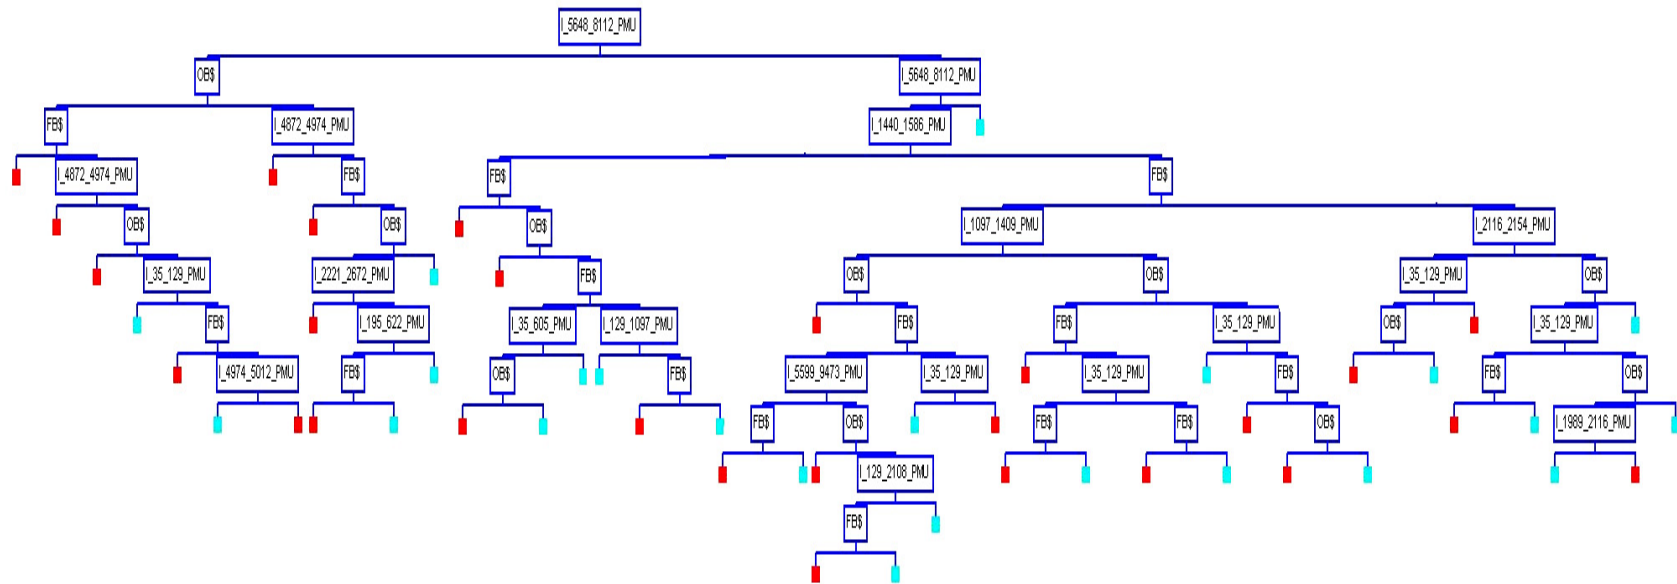 I_5648_8112_PMU
OB$
I_5648_8112_PMU
FB$
I_4872_4974_PMU
I_1440_1586_PMU
I_4872_4974_PMU
FB$
FB$
FB$
OB$
OB$
OB$
I_1097_1409_PMU
I_2116_2154_PMU
I_35_129_PMU
I_2221_2672_PMU
FB$
OB$
OB$
I_35_129_PMU
OB$
FB$
I_195_622_PMU
I_35_605_PMU
I_129_1097_PMU
FB$
FB$
I_35_129_PMU
OB$
I_35_129_PMU
I_4974_5012_PMU
FB$
OB$
FB$
I_5599_9473_PMU
I_35_129_PMU
I_35_129_PMU
FB$
FB$
OB$
FB$
OB$
FB$
FB$
OB$
I_1989_2116_PMU
I_129_2108_PMU
FB$